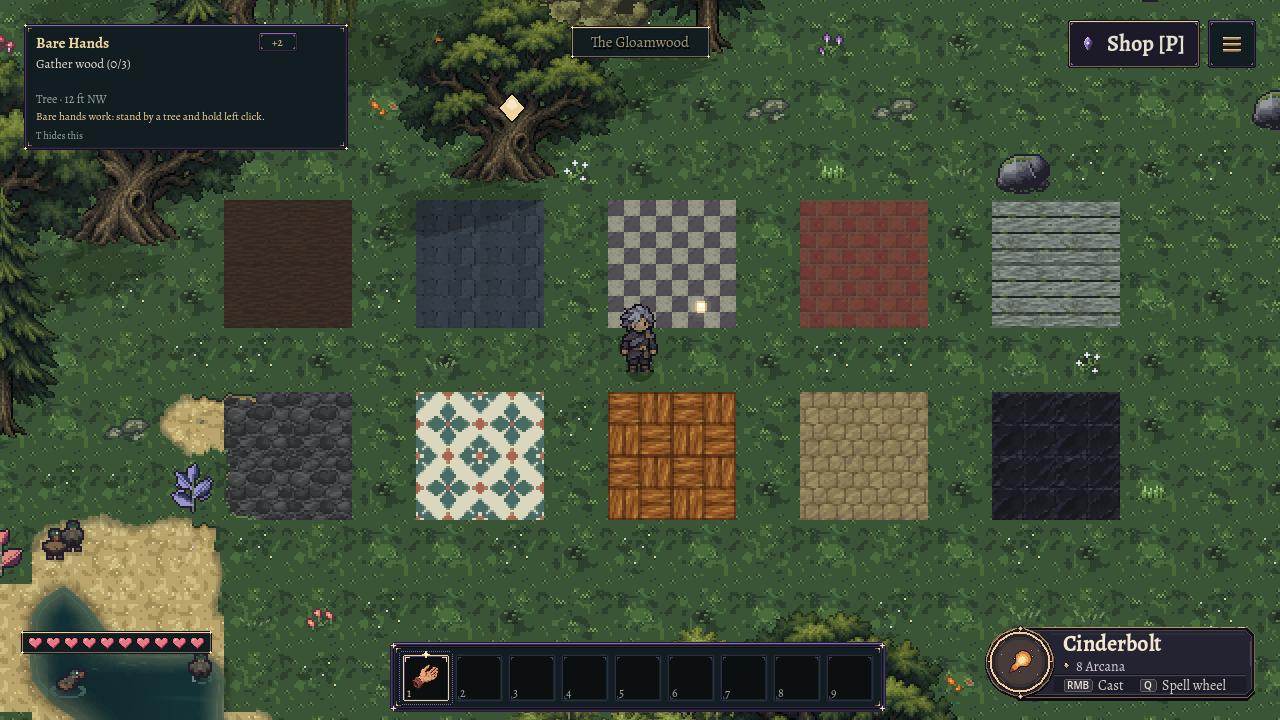 Bare Hands
+2
Gather wood (0/3)
Tree · 12 ft NW
Bare hands work: stand by a tree and hold left click.
T hides this
The Gloamwood
Shop [P]
1
2
3
4
5
6
7
8
9
Cinderbolt
8 Arcana
RMB Cast Q Spell wheel